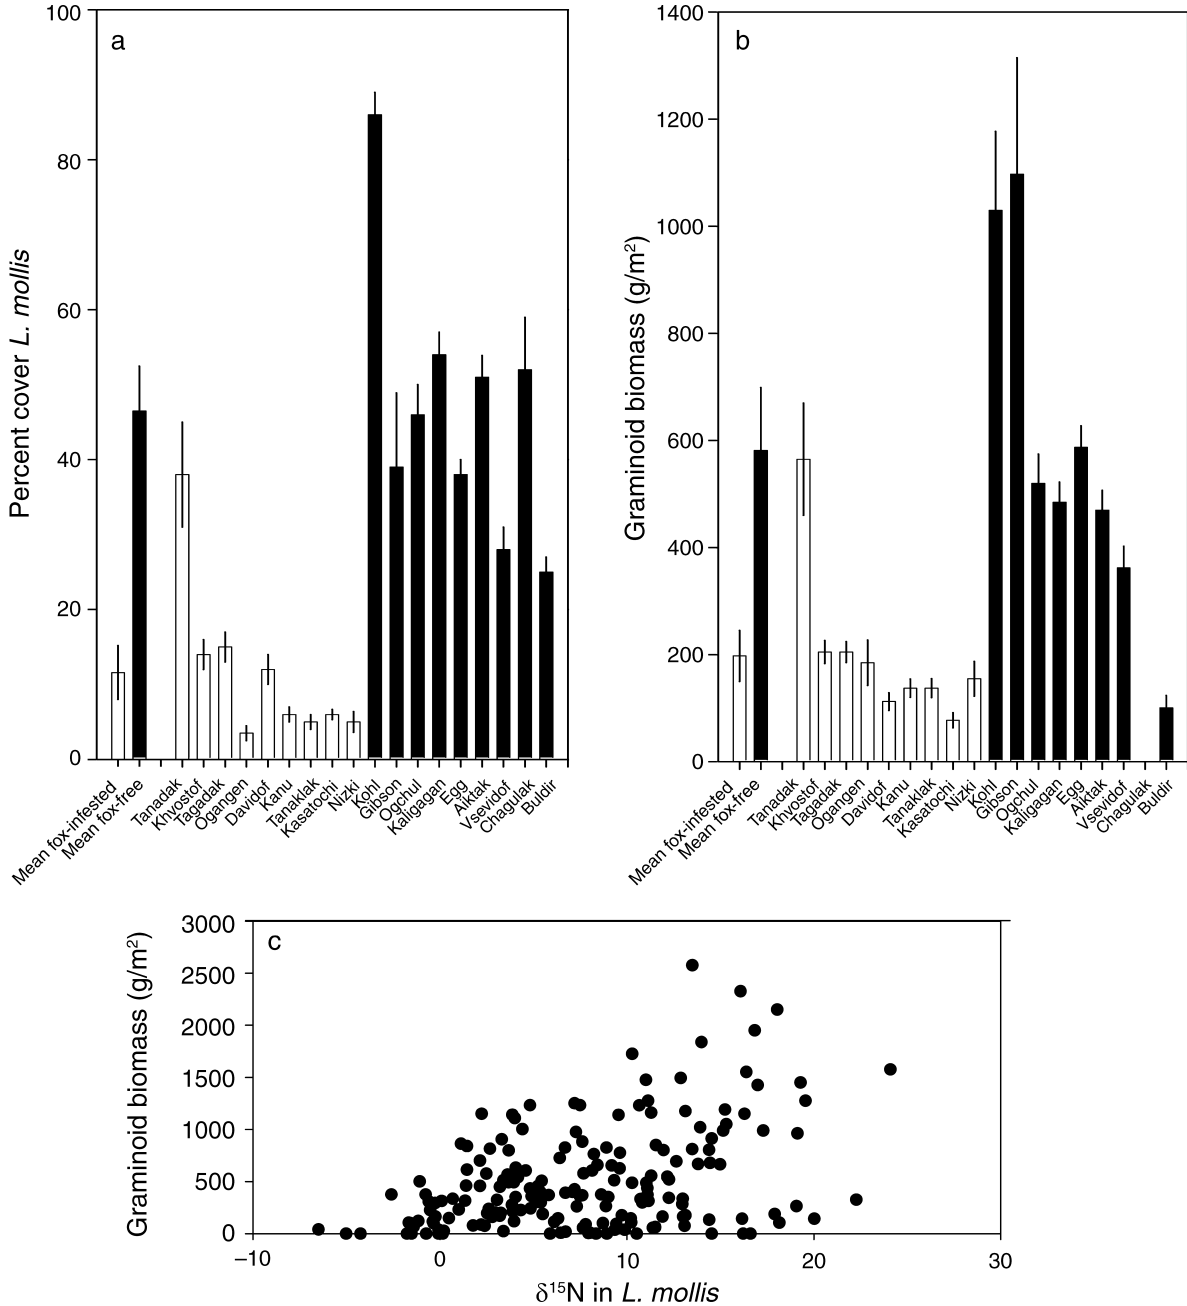 a
100
80
60
40
20
0
Percent cover L. mollis
Mean fox-infested
Mean fox-free
Tanadak
Khvostof
Tagadak
Ogangen
Davidof
Kanu
Tanaklak
Kasatochi
Nizki
Kohl
Gibson
Ogchul
Kaligagan
Egg
Aiktak
Vsevidof
Chagulak
Buldir
b
1400
1200
1000
800
600
400
200
0
Graminoid biomass (g/m²)
Mean fox-infested
Mean fox-free
Tanadak
Khvostof
Tagadak
Ogangen
Davidof
Kanu
Tanaklak
Kasatochi
Nizki
Kohl
Gibson
Ogchul
Kaligagan
Egg
Aiktak
Vsevidof
Chagulak
Buldir
c
3000
2500
2000
1500
1000
500
0
Graminoid biomass (g/m²)
–10 0 10 20 30
δ¹⁵N in L. mollis